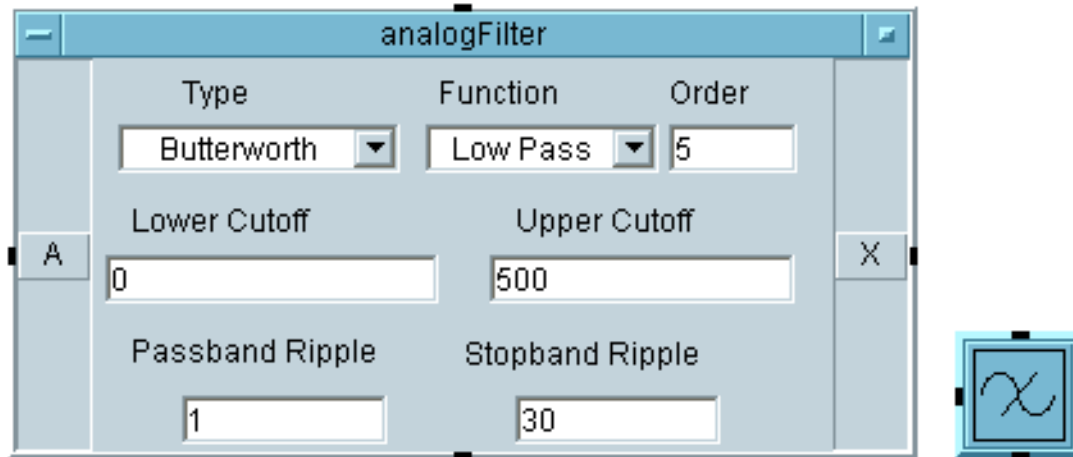 analogFilter
Type Function Order
Butterworth Low Pass 5
Lower Cutoff Upper Cutoff
A X
0 500
Passband Ripple Stopband Ripple
1 30